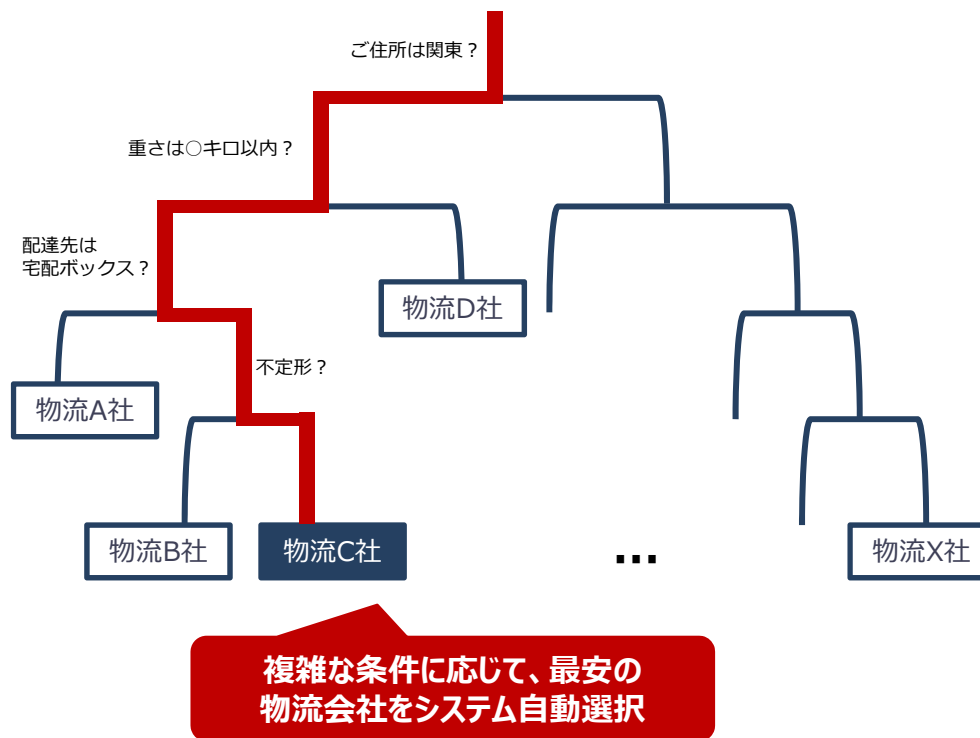 ご住所は関東？
重さは○キロ以内？
配達先は
宅配ボックス？
物流D社
不定形？
物流A社
物流B社
物流C社
…
物流X社
複雑な条件に応じて、最安の
物流会社をシステム自動選択